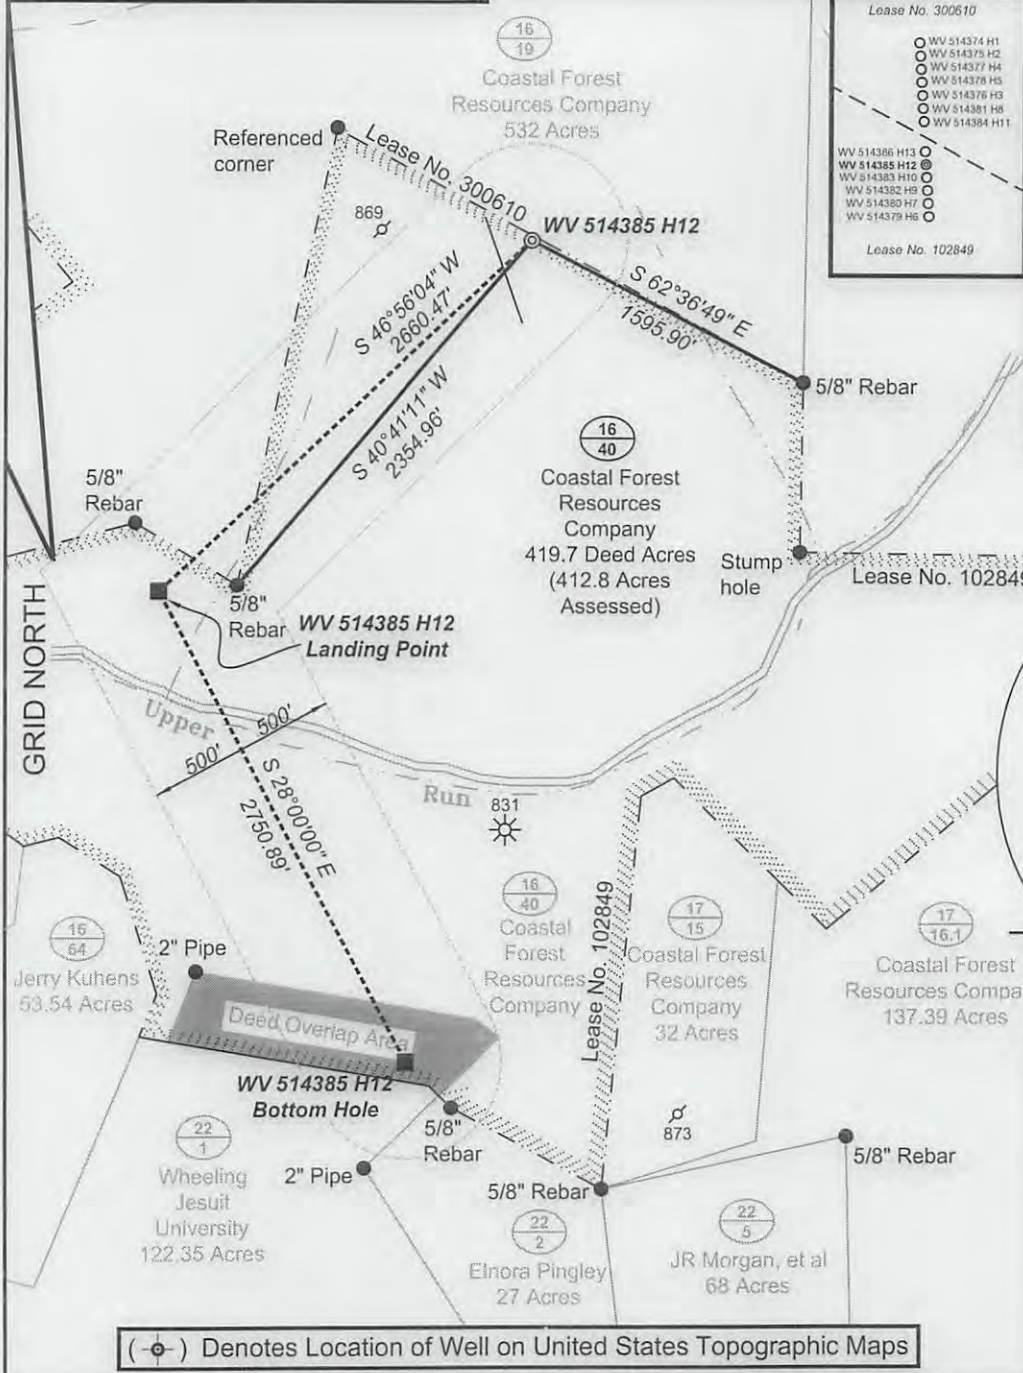 Lease No. 300610
WV 514374 H1
WV 514375 H2
WV 514377 H4
WV 514378 H5
WV 514376 H3
WV 514381 H8
WV 514384 H11
WV 514386 H13
WV 514385 H12
WV 514383 H10
WV 514382 H9
WV 514380 H7
WV 514379 H6
Lease No. 102849
16
19
Coastal Forest
Resources Company
532 Acres
Referenced
corner
Lease No. 300610
869
WV 514385 H12
S 46°56'04" W
2660.47'
S 62°36'49" E
1595.90'
S 40°41'11" W
2354.96'
5/8" Rebar
16
40
Coastal Forest
Resources
Company
419.7 Deed Acres
(412.8 Acres
Assessed)
5/8"
Rebar
Stump
hole
Lease No. 102849
5/8"
Rebar
WV 514385 H12
Landing Point
GRID NORTH
Upper
500'
500'
Run
S 28°00'00" E
2750.89'
831
16
40
Coastal
Forest
Resources
Company
Lease No. 102849
17
15
Coastal Forest
Resources
Company
32 Acres
17
16.1
Coastal Forest
Resources Compa
137.39 Acres
16
64
Jerry Kuhens
53.54 Acres
2" Pipe
Deed Overlap Area
WV 514385 H12
Bottom Hole
873
5/8"
Rebar
22
1
Wheeling
Jesuit
University
122.35 Acres
2" Pipe
5/8" Rebar
5/8" Rebar
22
2
Elnora Pingley
27 Acres
22
5
JR Morgan, et al
68 Acres
( ) Denotes Location of Well on United States Topographic Maps